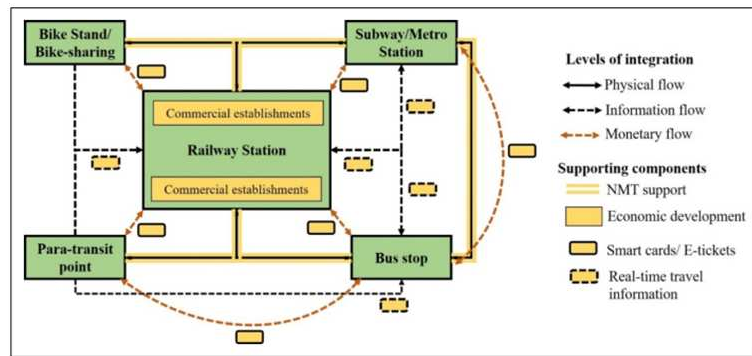 Bike Stand/
Bike-sharing
Subway/Metro
Station
Commercial establishments
Railway Station
Commercial establishments
Para-transit
point
Bus stop
Levels of integration
Physical flow
Information flow
Monetary flow
Supporting components
NMT support
Economic development
Smart cards/ E-tickets
Real-time travel
information